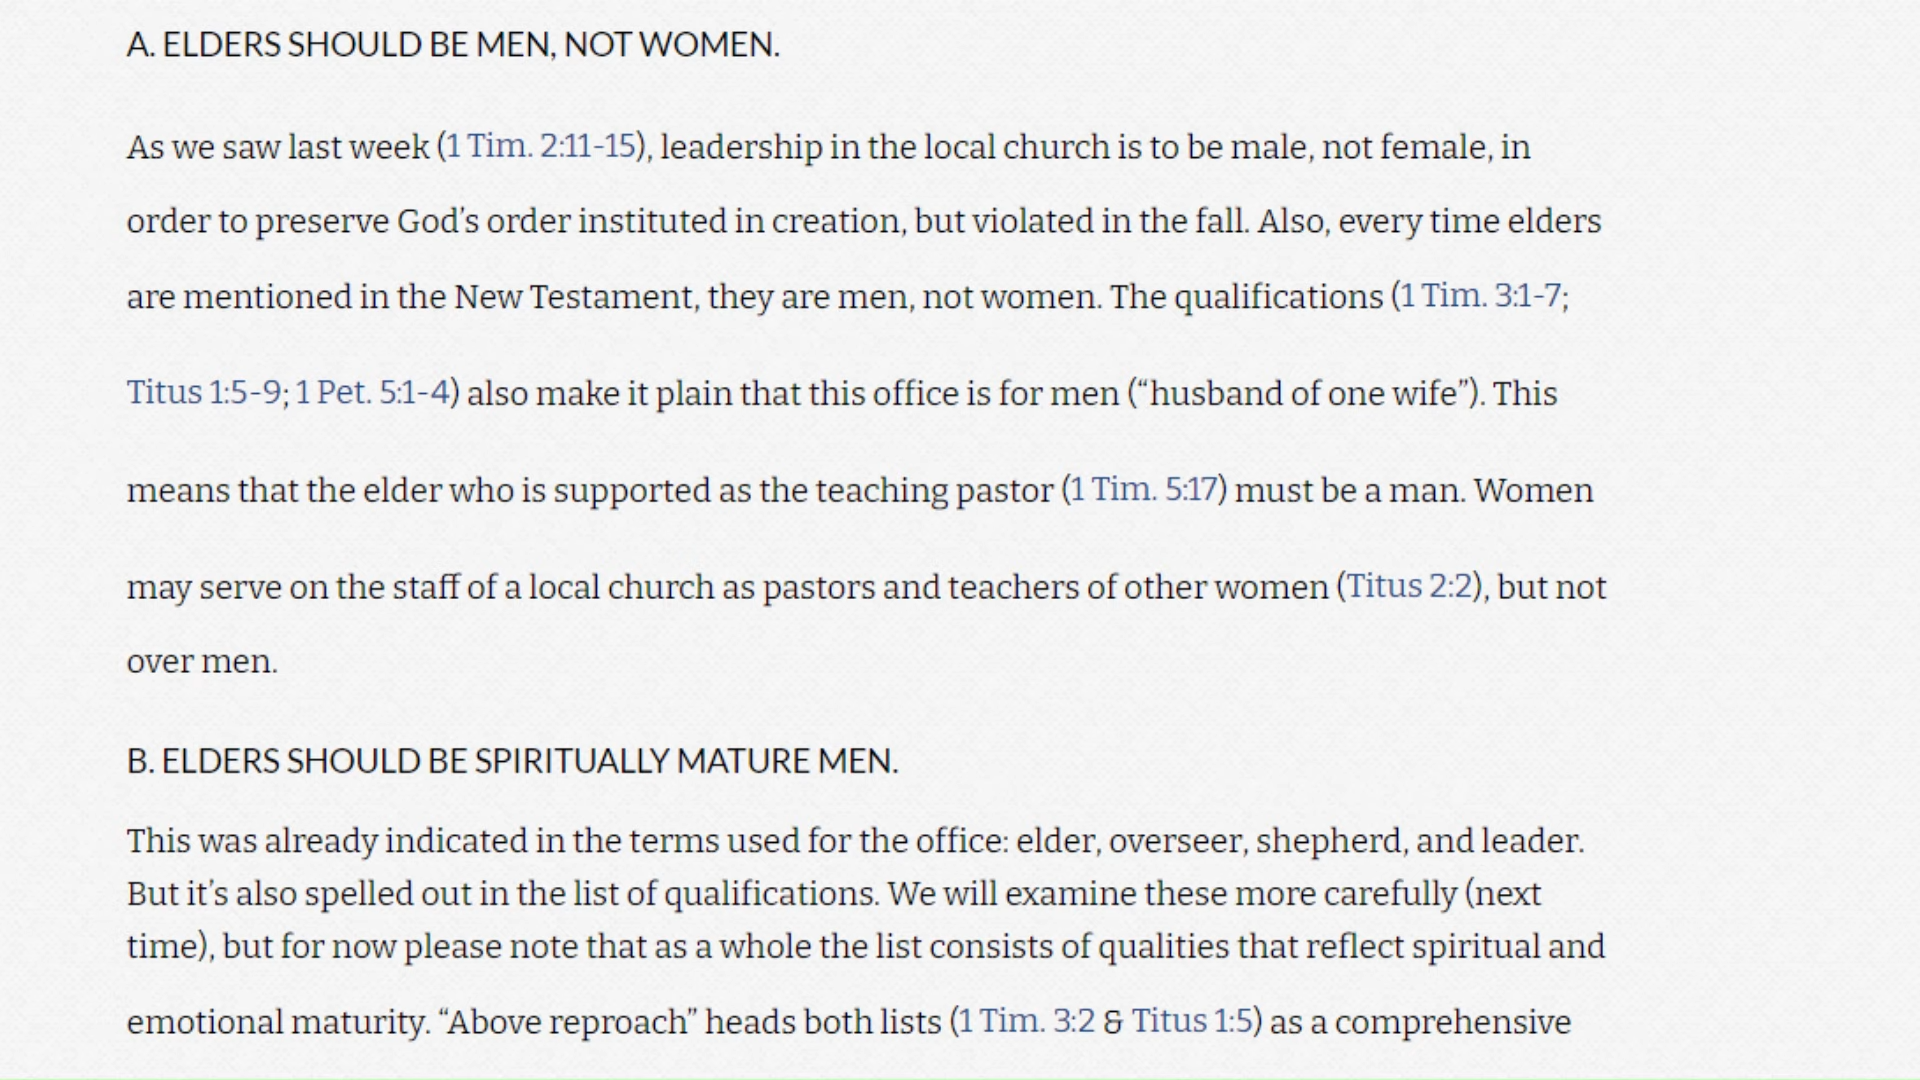 A. ELDERS SHOULD BE MEN, NOT WOMEN.
As we saw last week (1 Tim. 2:11-15), leadership in the local church is to be male, not female, in
order to preserve God’s order instituted in creation, but violated in the fall. Also, every time elders
are mentioned in the New Testament, they are men, not women. The qualifications (1 Tim. 3:1-7;
Titus 1:5-9; 1 Pet. 5:1-4) also make it plain that this office is for men (“husband of one wife”). This
means that the elder who is supported as the teaching pastor (1 Tim. 5:17) must be a man. Women
may serve on the staff of a local church as pastors and teachers of other women (Titus 2:2), but not
over men.
B. ELDERS SHOULD BE SPIRITUALLY MATURE MEN.
This was already indicated in the terms used for the office: elder, overseer, shepherd, and leader.
But it’s also spelled out in the list of qualifications. We will examine these more carefully (next
time), but for now please note that as a whole the list consists of qualities that reflect spiritual and
emotional maturity. “Above reproach” heads both lists (1 Tim. 3:2 & Titus 1:5) as a comprehensive